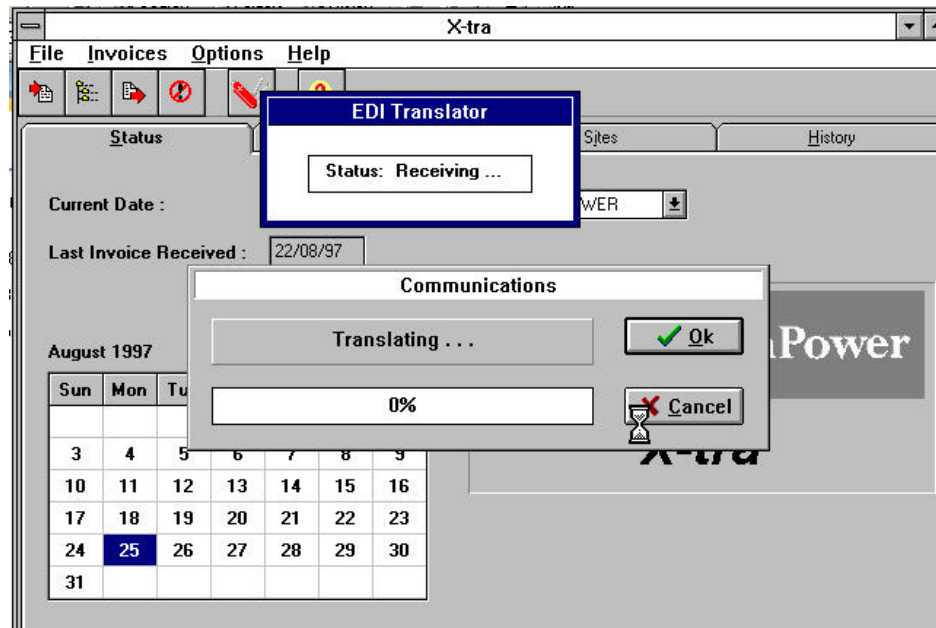 X-tra
File Invoices Options Help
EDI Translator
Status: Receiving ...
Status Sites History
Current Date :
Last Invoice Received : 22/08/97
Communications
Translating . . .
Ok
0%
Cancel
Power
X-tra
August 1997
Sun Mon
3 4 5 6 7 8 9
10 11 12 13 14 15 16
17 18 19 20 21 22 23
24 25 26 27 28 29 30
31